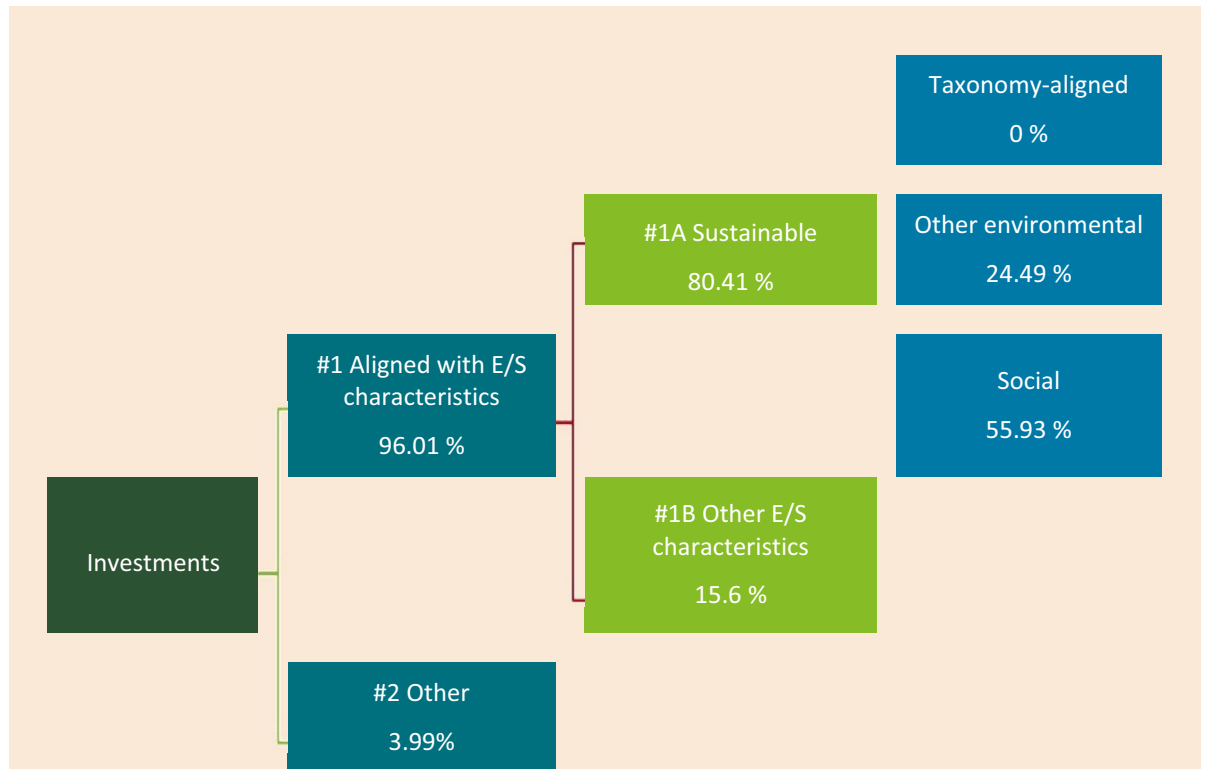 Taxonomy-aligned
0 %
#1A Sustainable
80.41 %
Other environmental
24.49 %
#1 Aligned with E/S
characteristics
96.01 %
Social
55.93 %
Investments
#1B Other E/S
characteristics
15.6 %
#2 Other
3.99%